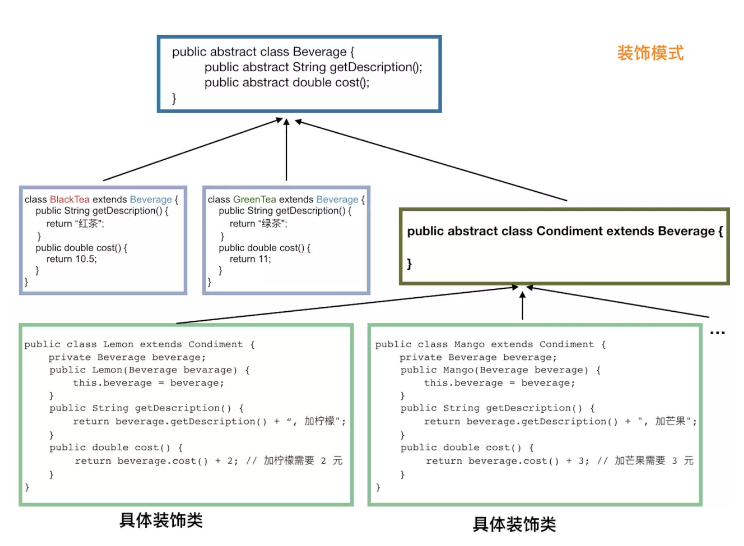 装饰模式
public abstract class Beverage {
public abstract String getDescription();
public abstract double cost();
}
class BlackTea extends Beverage {
public String getDescription() {
return “红茶";
}
public double cost() {
return 10.5;
}
}
class GreenTea extends Beverage {
public String getDescription() {
return “绿茶";
}
public double cost() {
return 11;
}
}
public abstract class Condiment extends Beverage {
}
...
public class Lemon extends Condiment {
private Beverage beverage;
public Lemon(Beverage bevarage) {
this.beverage = beverage;
}
public String getDescription() {
return beverage.getDescription() + “, 加柠檬";
}
public double cost() {
return beverage.cost() + 2; // 加柠檬需要 2 元
}
}
具体装饰类
public class Mango extends Condiment {
private Beverage beverage;
public Mango(Beverage beverage) {
this.beverage = beverage;
}
public String getDescription() {
return beverage.getDescription() + ", 加芒果";
}
public double cost() {
return beverage.cost() + 3; // 加芒果需要 3 元
}
}
具体装饰类